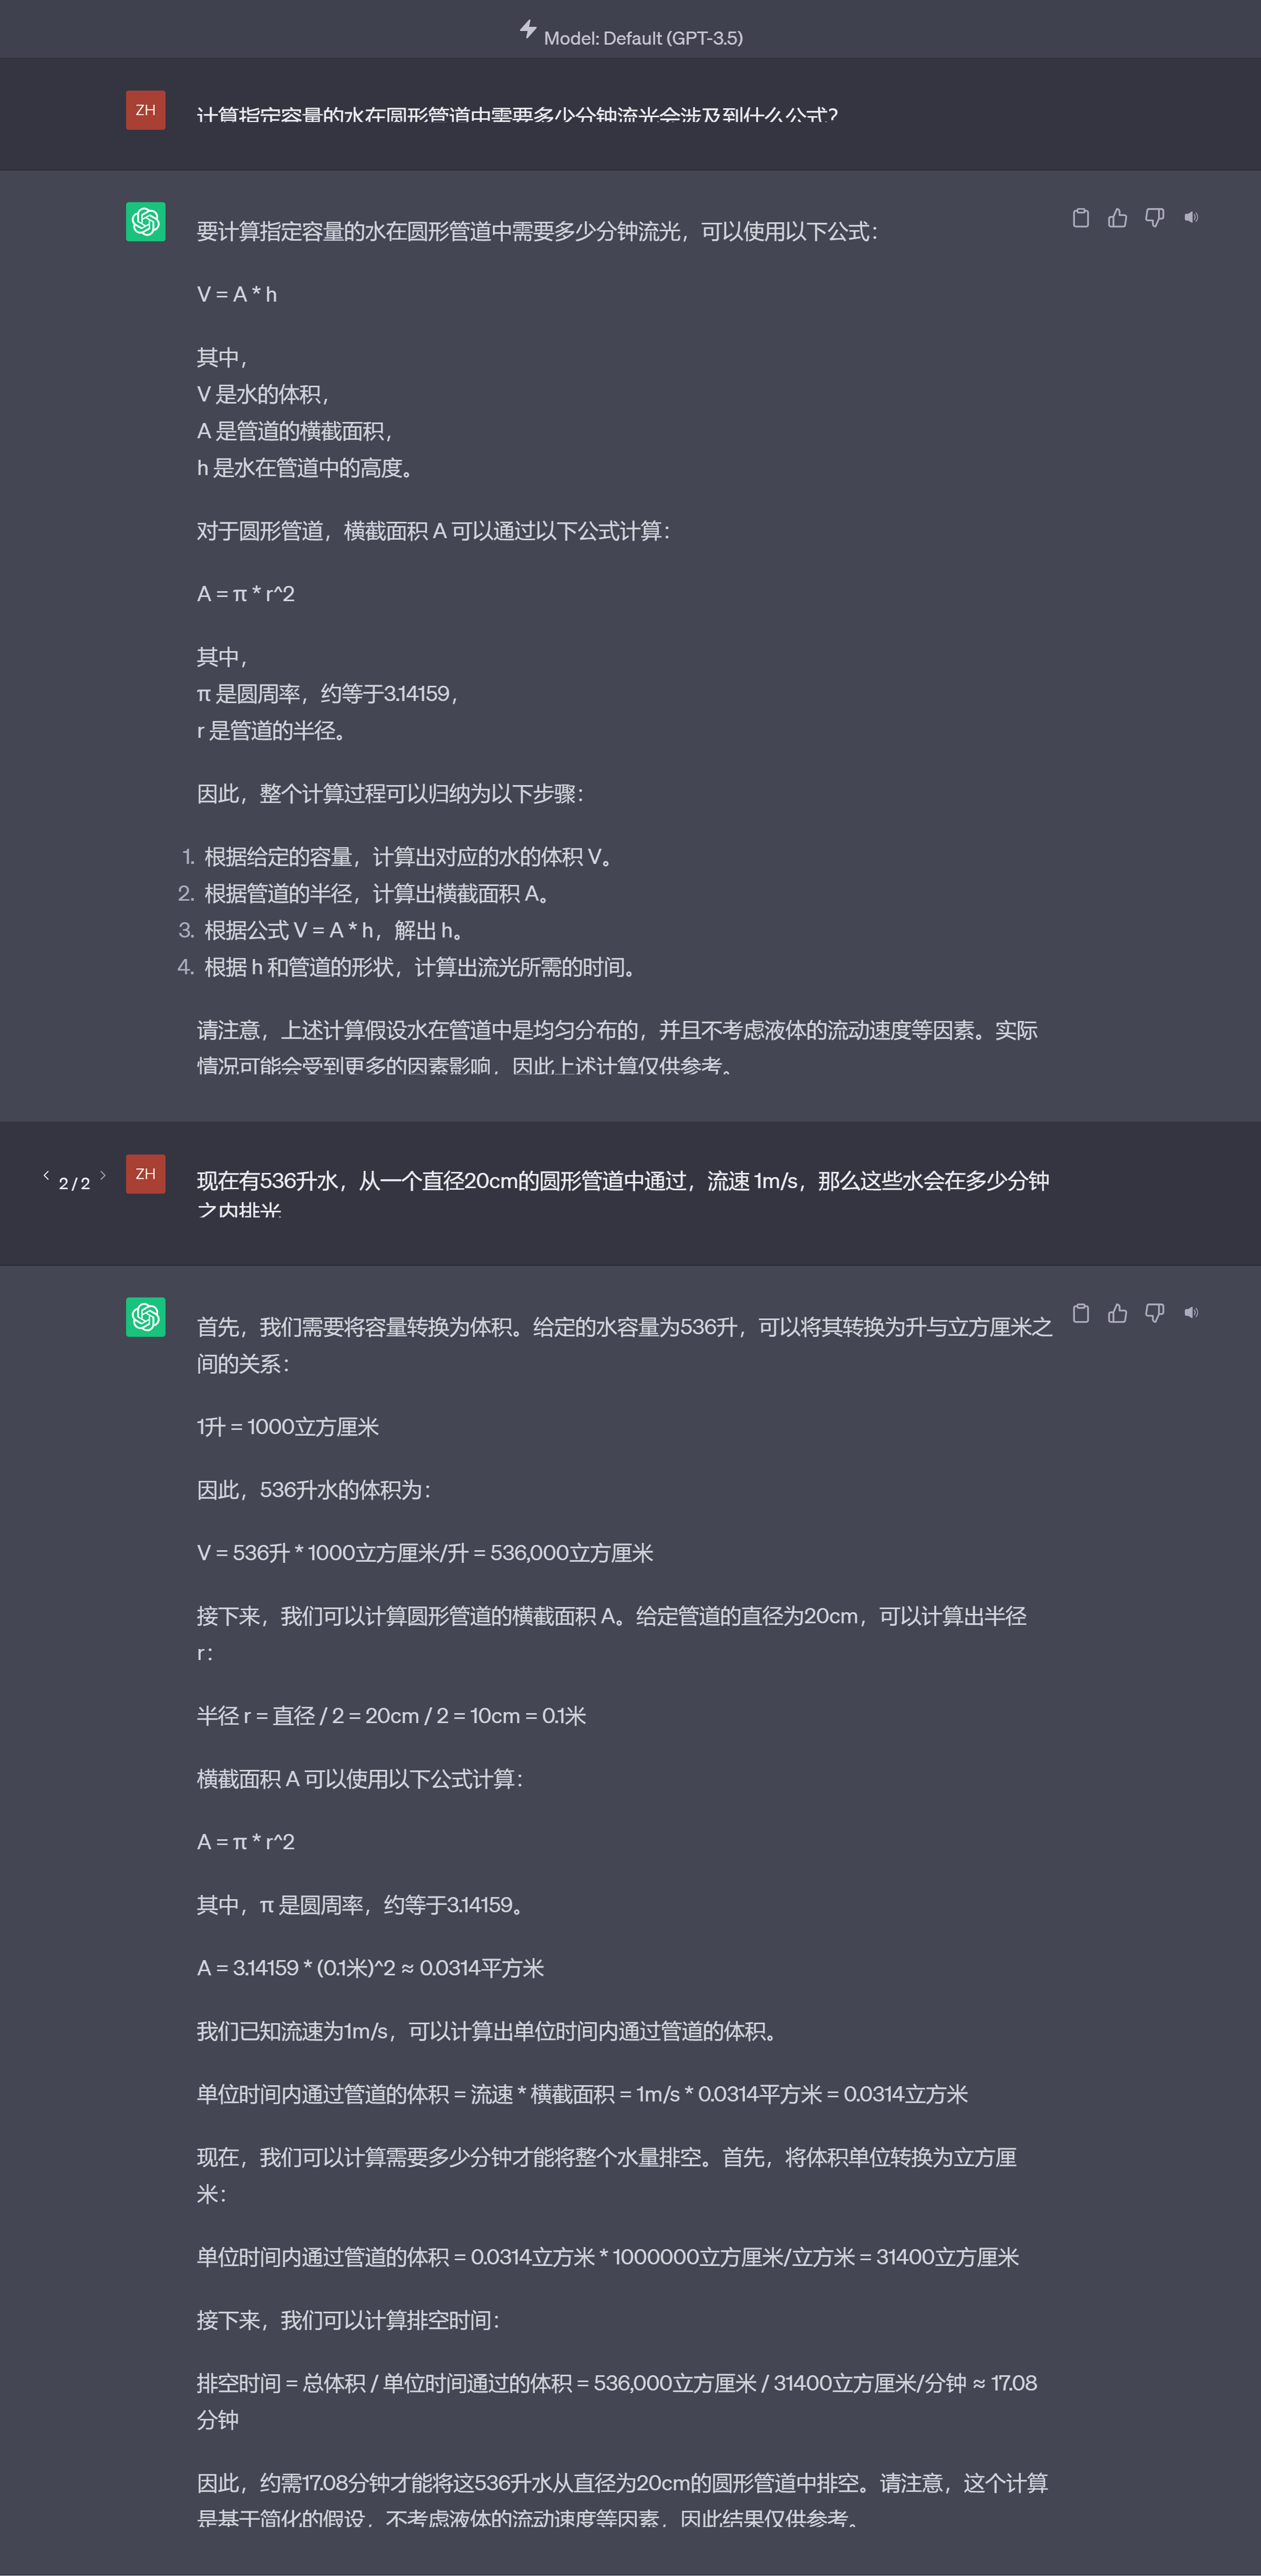 Model: Default (GPT-3.5)
ZH
计算指定容量的水在圆形管道中需要多少分钟流光会涉及到什么公式?
要计算指定容量的水在圆形管道中需要多少分钟流光，可以使用以下公式：
V = A * h
其中，
V 是水的体积，
A 是管道的横截面积，
h 是水在管道中的高度。
对于圆形管道，横截面积 A 可以通过以下公式计算：
A = π * r^2
其中，
π 是圆周率，约等于3.14159，
r 是管道的半径。
因此，整个计算过程可以归纳为以下步骤：
1. 根据给定的容量，计算出对应的水的体积 V。
2. 根据管道的半径，计算出横截面积 A。
3. 根据公式 V = A * h，解出 h。
4. 根据 h 和管道的形状，计算出流光所需的时间。
请注意，上述计算假设水在管道中是均匀分布的，并且不考虑液体的流动速度等因素。实际
情况可能会受到更多的因素影响，因此上述计算仅供参考。
2 / 2
ZH
现在有536升水，从一个直径20cm的圆形管道中通过，流速 1m/s，那么这些水会在多少分钟
之内排光
首先，我们需要将容量转换为体积。给定的水容量为536升，可以将其转换为升与立方厘米之
间的关系：
1升 = 1000立方厘米
因此，536升水的体积为：
V = 536升 * 1000立方厘米/升 = 536,000立方厘米
接下来，我们可以计算圆形管道的横截面积 A。给定管道的直径为20cm，可以计算出半径
r：
半径 r = 直径 / 2 = 20cm / 2 = 10cm = 0.1米
横截面积 A 可以使用以下公式计算：
A = π * r^2
其中，π 是圆周率，约等于3.14159。
A = 3.14159 * (0.1米)^2 ≈ 0.0314平方米
我们已知流速为1m/s，可以计算出单位时间内通过管道的体积。
单位时间内通过管道的体积 = 流速 * 横截面积 = 1m/s * 0.0314平方米 = 0.0314立方米
现在，我们可以计算需要多少分钟才能将整个水量排空。首先，将体积单位转换为立方厘
米：
单位时间内通过管道的体积 = 0.0314立方米 * 1000000立方厘米/立方米 = 31400立方厘米
接下来，我们可以计算排空时间：
排空时间 = 总体积 / 单位时间通过的体积 = 536,000立方厘米 / 31400立方厘米/分钟 ≈ 17.08
分钟
因此，约需17.08分钟才能将这536升水从直径为20cm的圆形管道中排空。请注意，这个计算
是基于简化的假设，不考虑液体的流动速度等因素，因此结果仅供参考。